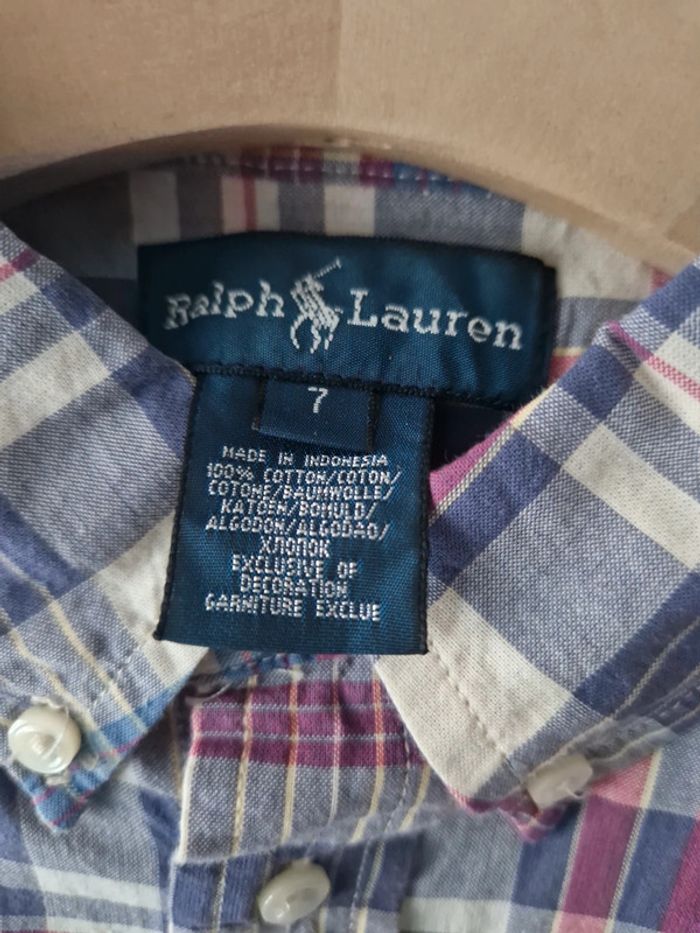 Ralph Lauren
7
MADE IN INDONESIA
100% COTTON/COTON/
COTONE/BAUMWOLLE/
KATOEN/BOMULD/
ALGODON/ALGODAO/
ХЛОПОК
EXCLUSIVE OF
DECORATION
GARNITURE EXCLUE